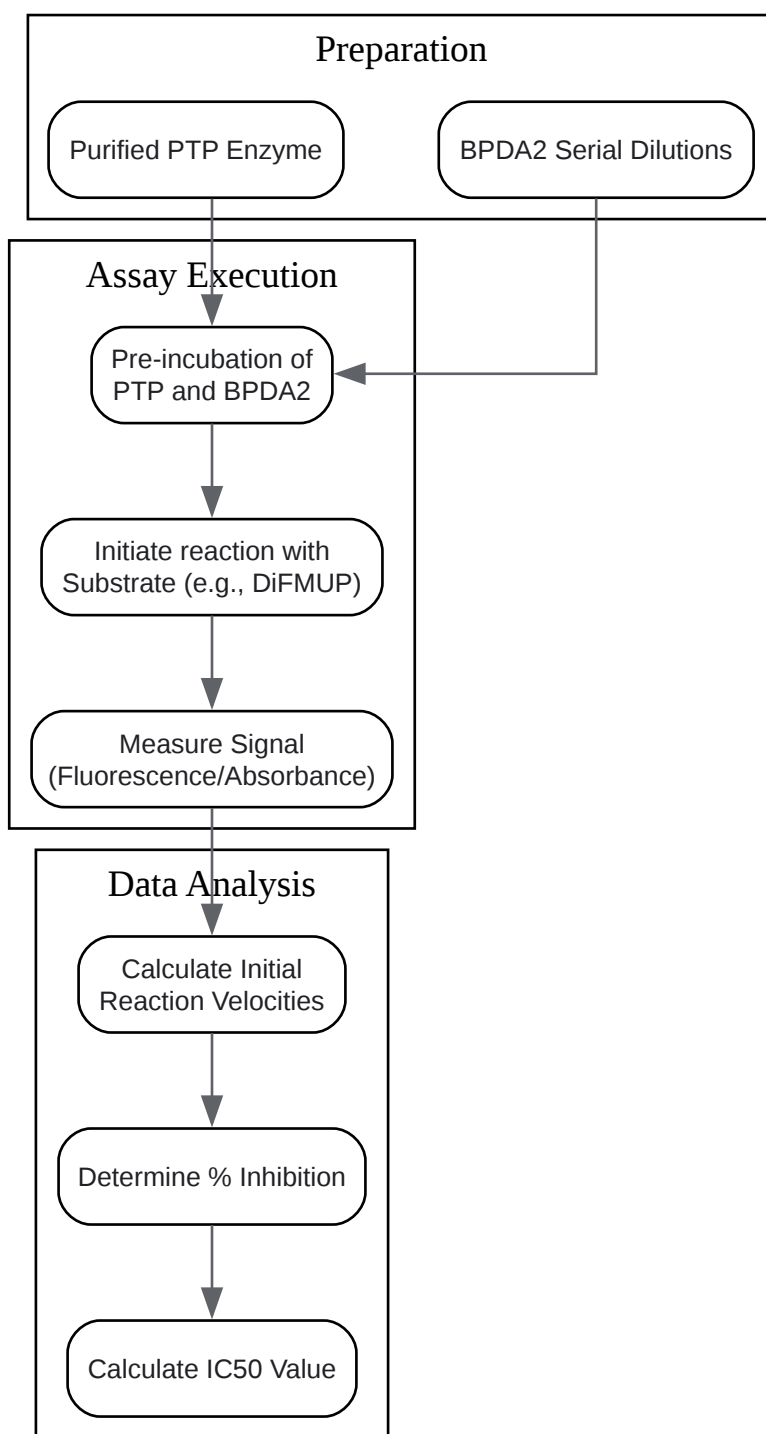 Preparation
Purified PTP Enzyme
BPDA2 Serial Dilutions
Assay Execution
Pre-incubation of
PTP and BPDA2
Initiate reaction with
Substrate (e.g., DiFMUP)
Measure Signal
(Fluorescence/Absorbance)
Data Analysis
Calculate Initial
Reaction Velocities
Determine % Inhibition
Calculate IC50 Value